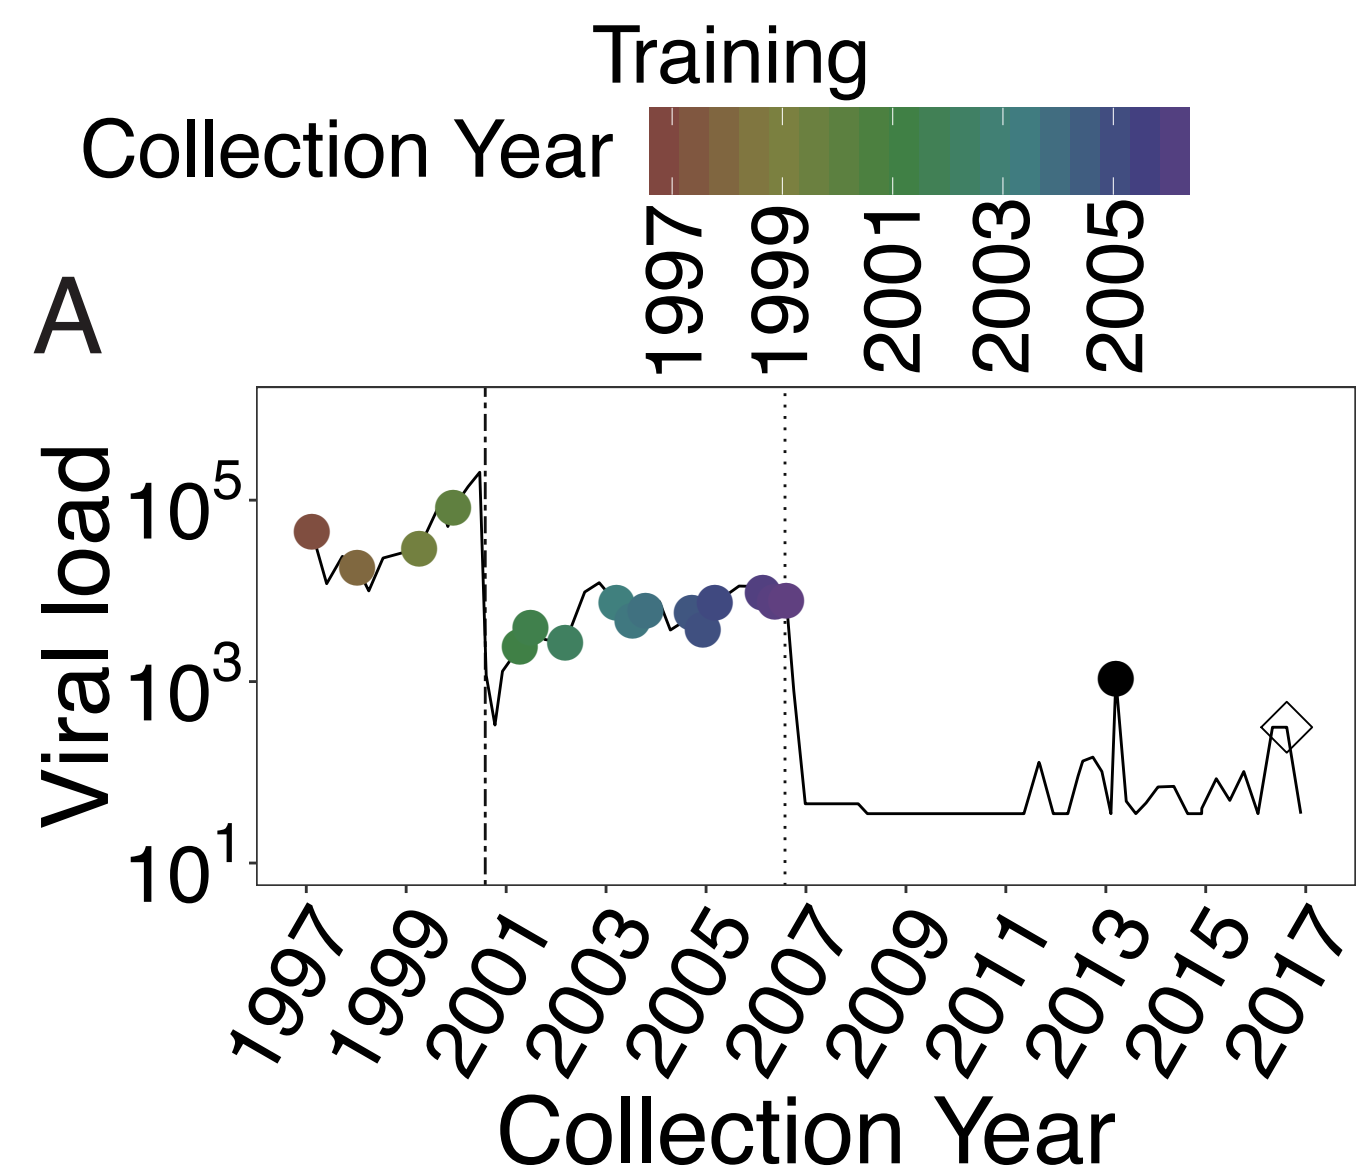 Training
Collection Year
1997 1999 2001 2003 2005
A
Viral load
10^5
10^3
10^1
1997 1999 2001 2003 2005 2007 2009 2011 2013 2015 2017
Collection Year